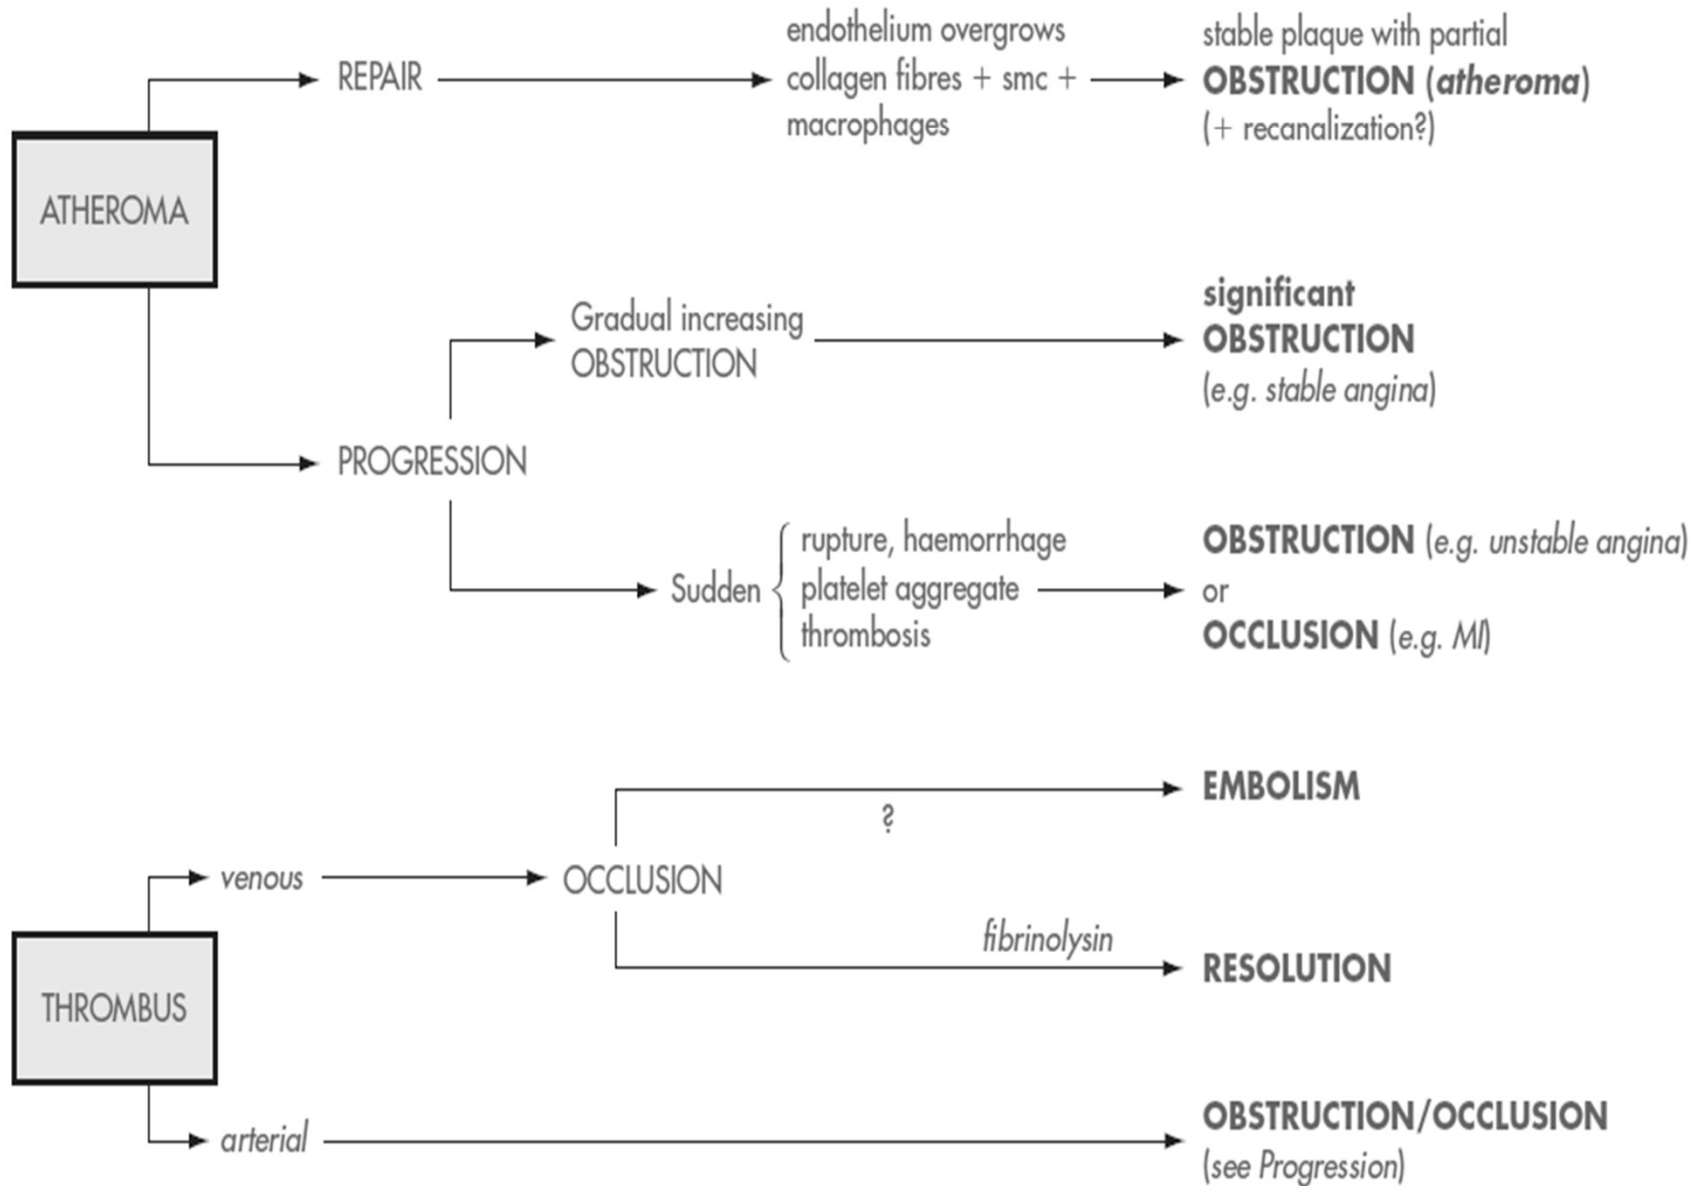 endothelium overgrows
REPAIR
collagen fibres + smc +
macrophages
stable plaque with partial
OBSTRUCTION (atheroma)
(+ recanalization?)
ATHEROMA
Gradual increasing
OBSTRUCTION
significant
OBSTRUCTION
(e.g. stable angina)
PROGRESSION
Sudden
rupture, haemorrhage
platelet aggregate
thrombosis
OBSTRUCTION (e.g. unstable angina)
or
OCCLUSION (e.g. MI)
EMBOLISM
?
venous
OCCLUSION
fibrinolysin
RESOLUTION
THROMBUS
arterial
OBSTRUCTION/OCCLUSION
(see Progression)